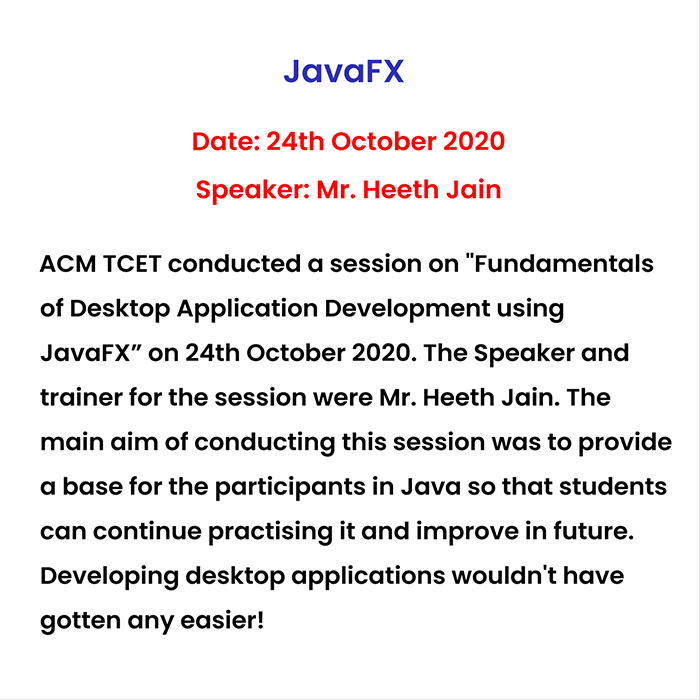 JavaFX
Date: 24th October 2020
Speaker: Mr. Heeth Jain
ACM TCET conducted a session on "Fundamentals
of Desktop Application Development using
JavaFX” on 24th October 2020. The Speaker and
trainer for the session were Mr. Heeth Jain. The
main aim of conducting this session was to provide
a base for the participants in Java so that students
can continue practising it and improve in future.
Developing desktop applications wouldn't have
gotten any easier!